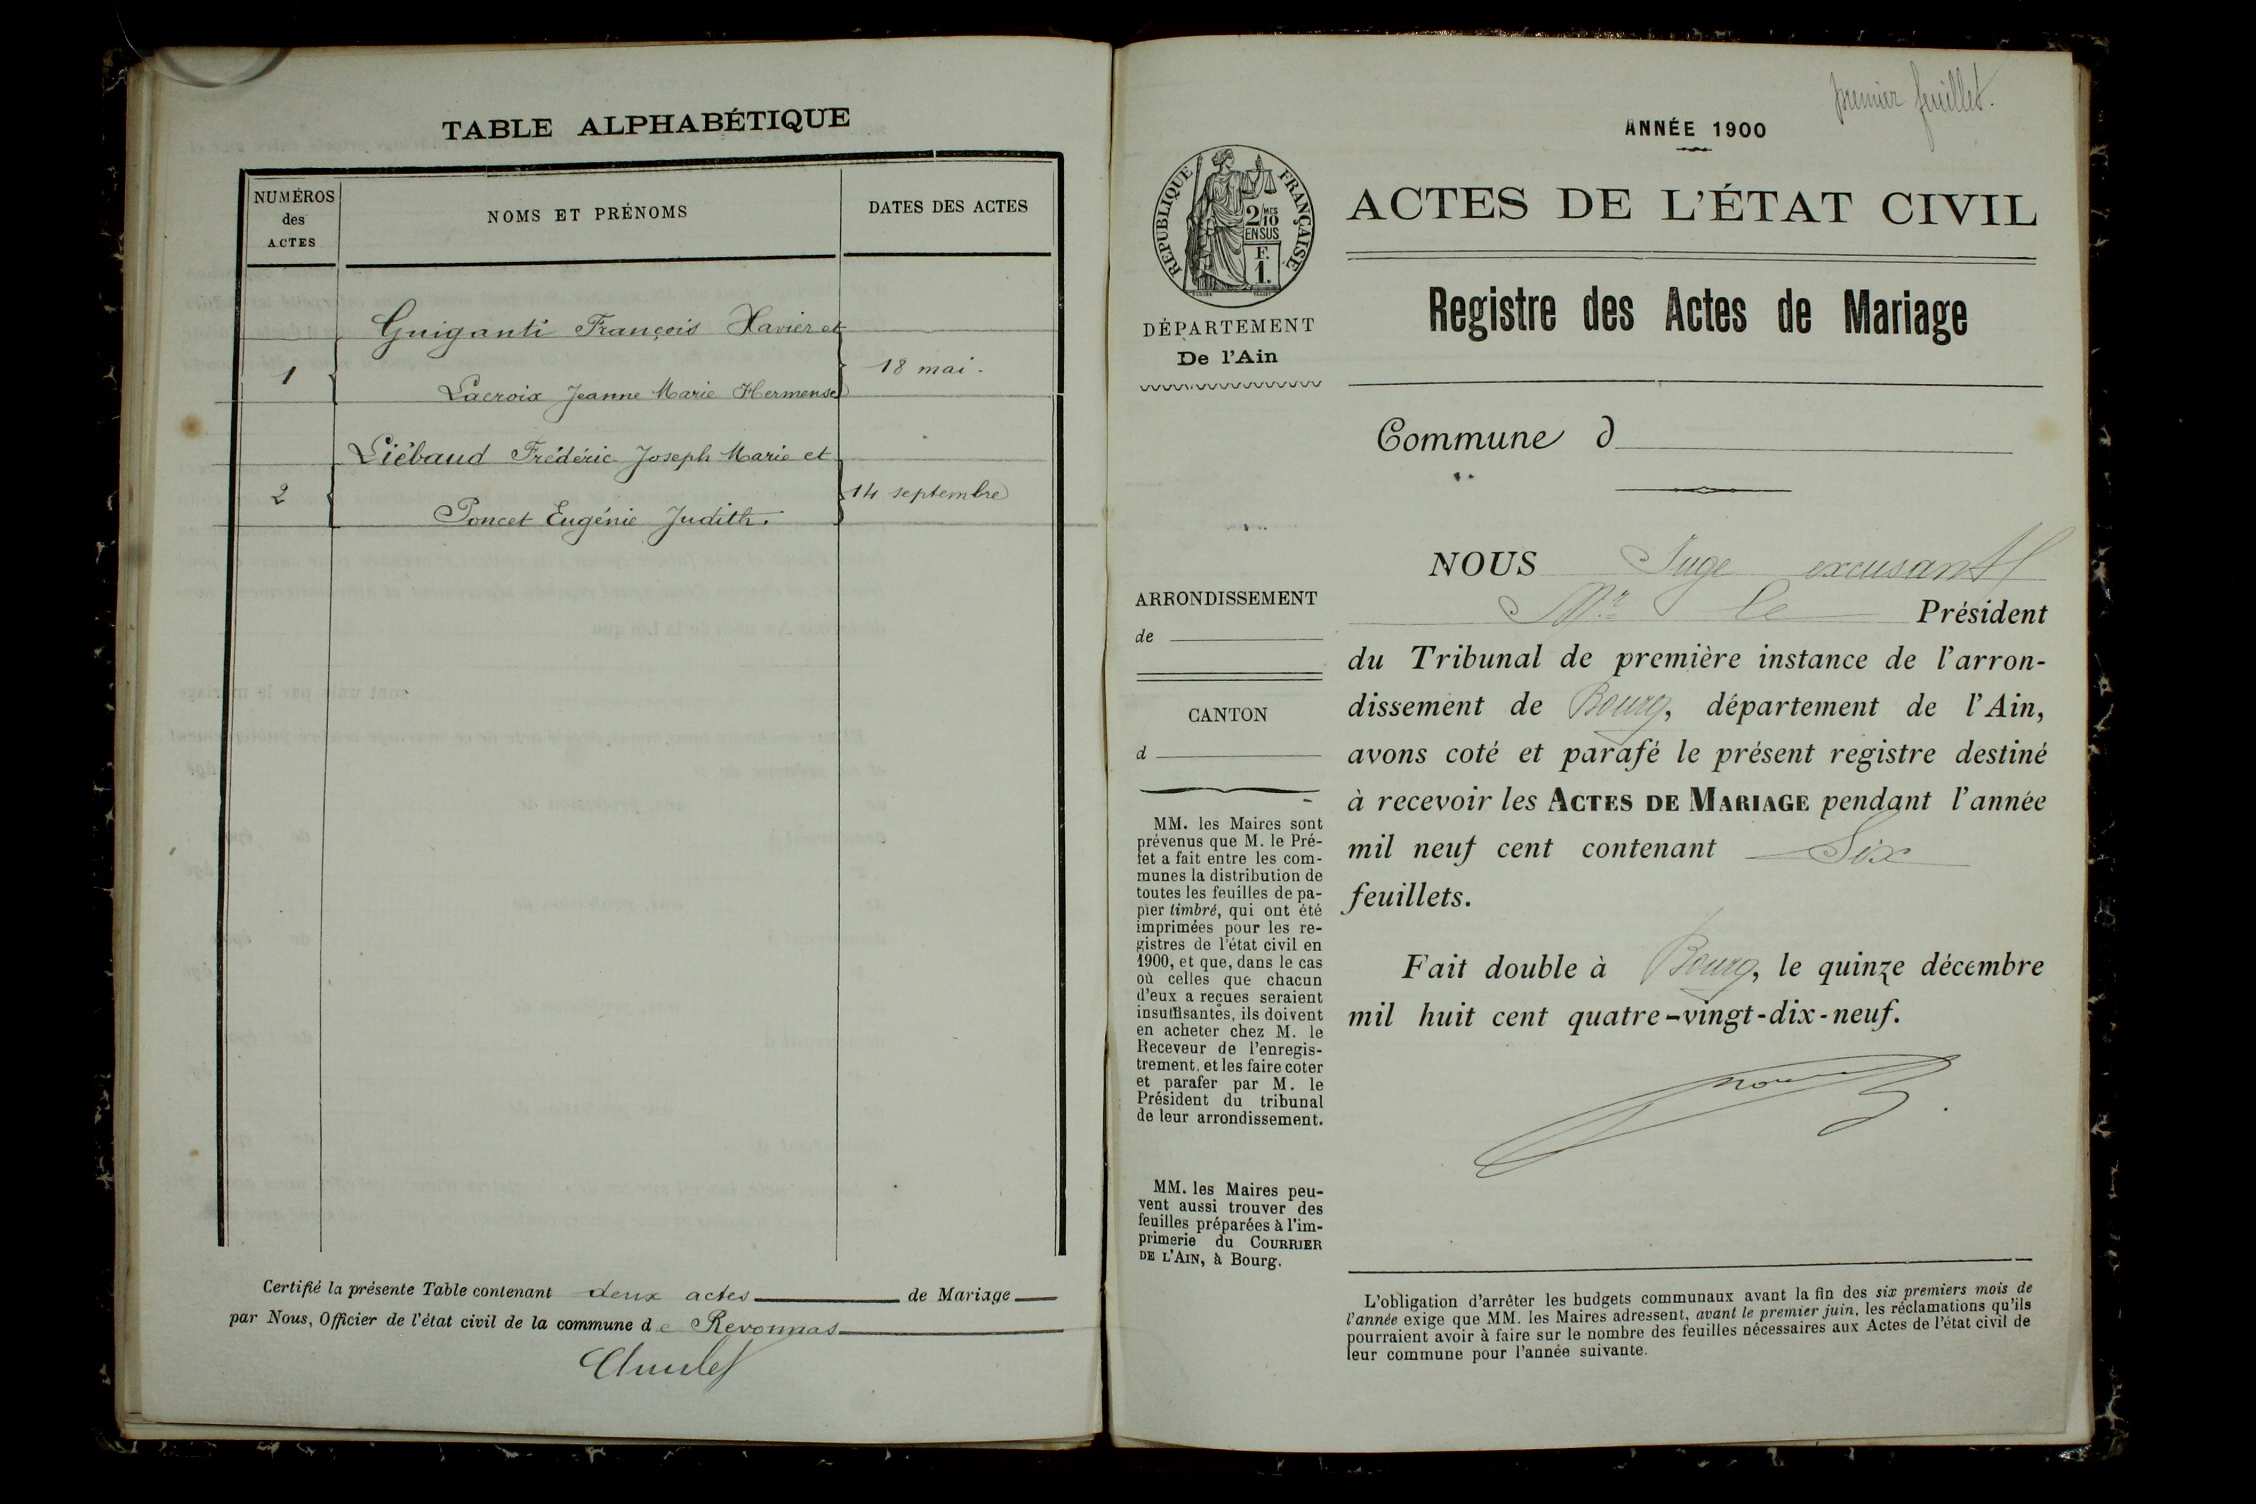 TABLE ALPHABÉTIQUE
NUMÉROS
des
ACTES
NOMS ET PRÉNOMS
DATES DES ACTES
Guiganti François Xavier et
1
18 mai.
Lacroix Jeanne Marie Hermense
Liébaud Frédéric Joseph Marie et
2
14 septembre
Poncet Eugénie Judith.
Certifié la présente Table contenant deux actes de Mariage
par Nous, Officier de l'état civil de la commune de Revonnas
premier feuillet.
ANNÉE 1900
RÉPUBLIQUE FRANÇAISE
2/10 MES
EN SUS
F.
1.
DÉPARTEMENT
De l'Ain
ACTES DE L'ÉTAT CIVIL
Registre des Actes de Mariage
Commune d
ARRONDISSEMENT
de
CANTON
d
MM. les Maires sont
prévenus que M. le Pré-
fet a fait entre les com-
munes la distribution de
toutes les feuilles de pa-
pier timbré, qui ont été
imprimées pour les re-
gistres de l'état civil en
1900, et que, dans le cas
où celles que chacun
d'eux a reçues seraient
insuffisantes, ils doivent
en acheter chez M. le
Receveur de l'enregis-
trement, et les faire coter
et parafer par M. le
Président du tribunal
de leur arrondissement.
MM. les Maires peu-
vent aussi trouver des
feuilles préparées à l'im-
primerie du COURRIER
DE L'AIN, à Bourg.
NOUS Juge excusant
Mr le Président
du Tribunal de première instance de l'arron-
dissement de Bourg, département de l'Ain,
avons coté et parafé le présent registre destiné
à recevoir les ACTES DE MARIAGE pendant l'année
mil neuf cent contenant Six
feuillets.
Fait double à Bourg, le quinze décembre
mil huit cent quatre-vingt-dix-neuf.
L'obligation d'arrêter les budgets communaux avant la fin des six premiers mois de
l'année exige que MM. les Maires adressent, avant le premier juin, les réclamations qu'ils
pourraient avoir à faire sur le nombre des feuilles nécessaires aux Actes de l'état civil de
leur commune pour l'année suivante.